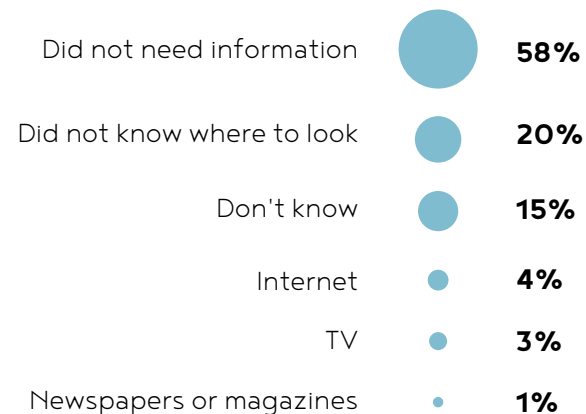 Did not need information 58%
Did not know where to look 20%
Don't know 15%
Internet 4%
TV 3%
Newspapers or magazines 1%